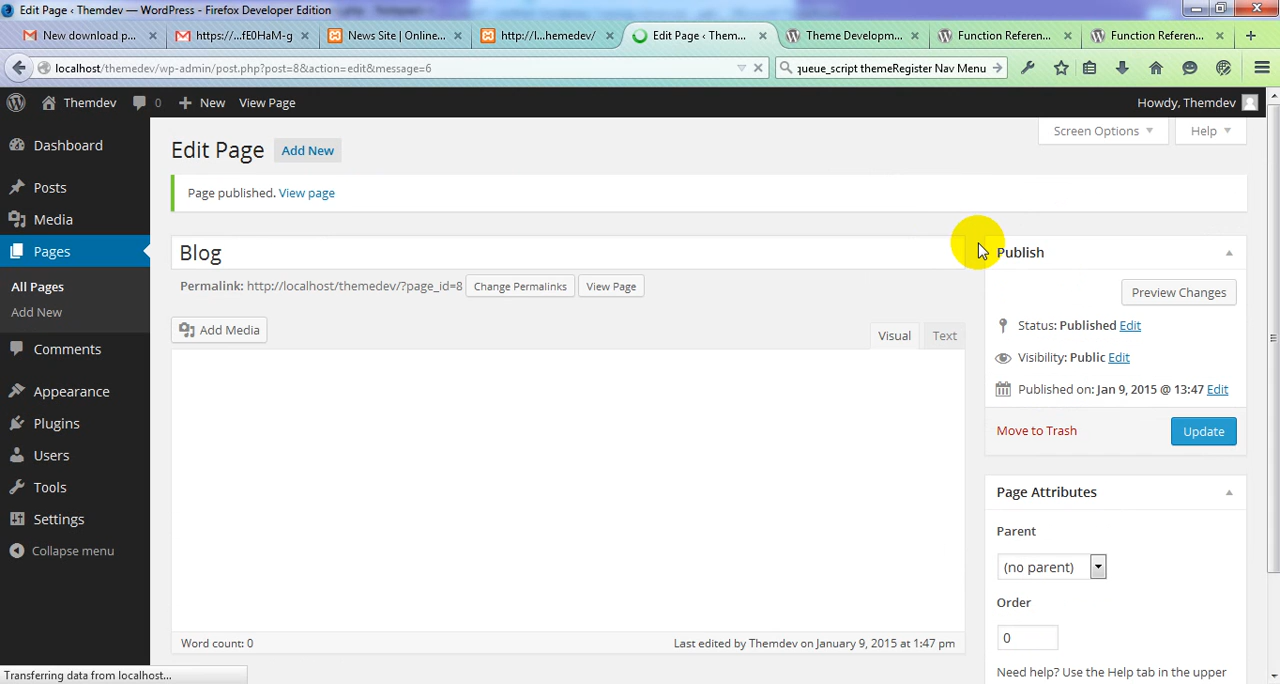 Edit Page ‹ Themdev — WordPress - Firefox Developer Edition
New download p... https://...fE0HaM-g News Site | Online... http://l...hemedev/ Edit Page ‹ Them... Theme Developm... Function Referen... Function Referen...
localhost/themedev/wp-admin/post.php?post=8&action=edit&message=6 queue_script themeRegister Nav Menu
Themdev 0 New View Page Howdy, Themdev
Screen Options Help
Edit Page Add New
Page published. View page
Dashboard
Posts
Media
Pages
All Pages
Add New
Comments
Appearance
Plugins
Users
Tools
Settings
Collapse menu
Blog
Permalink: http://localhost/themedev/?page_id=8 Change Permalinks View Page
Add Media Visual Text
Word count: 0 Last edited by Themdev on January 9, 2015 at 1:47 pm
Publish
Preview Changes
Status: Published Edit
Visibility: Public Edit
Published on: Jan 9, 2015 @ 13:47 Edit
Move to Trash Update
Page Attributes
Parent
(no parent)
Order
0
Need help? Use the Help tab in the upper
Transferring data from localhost...